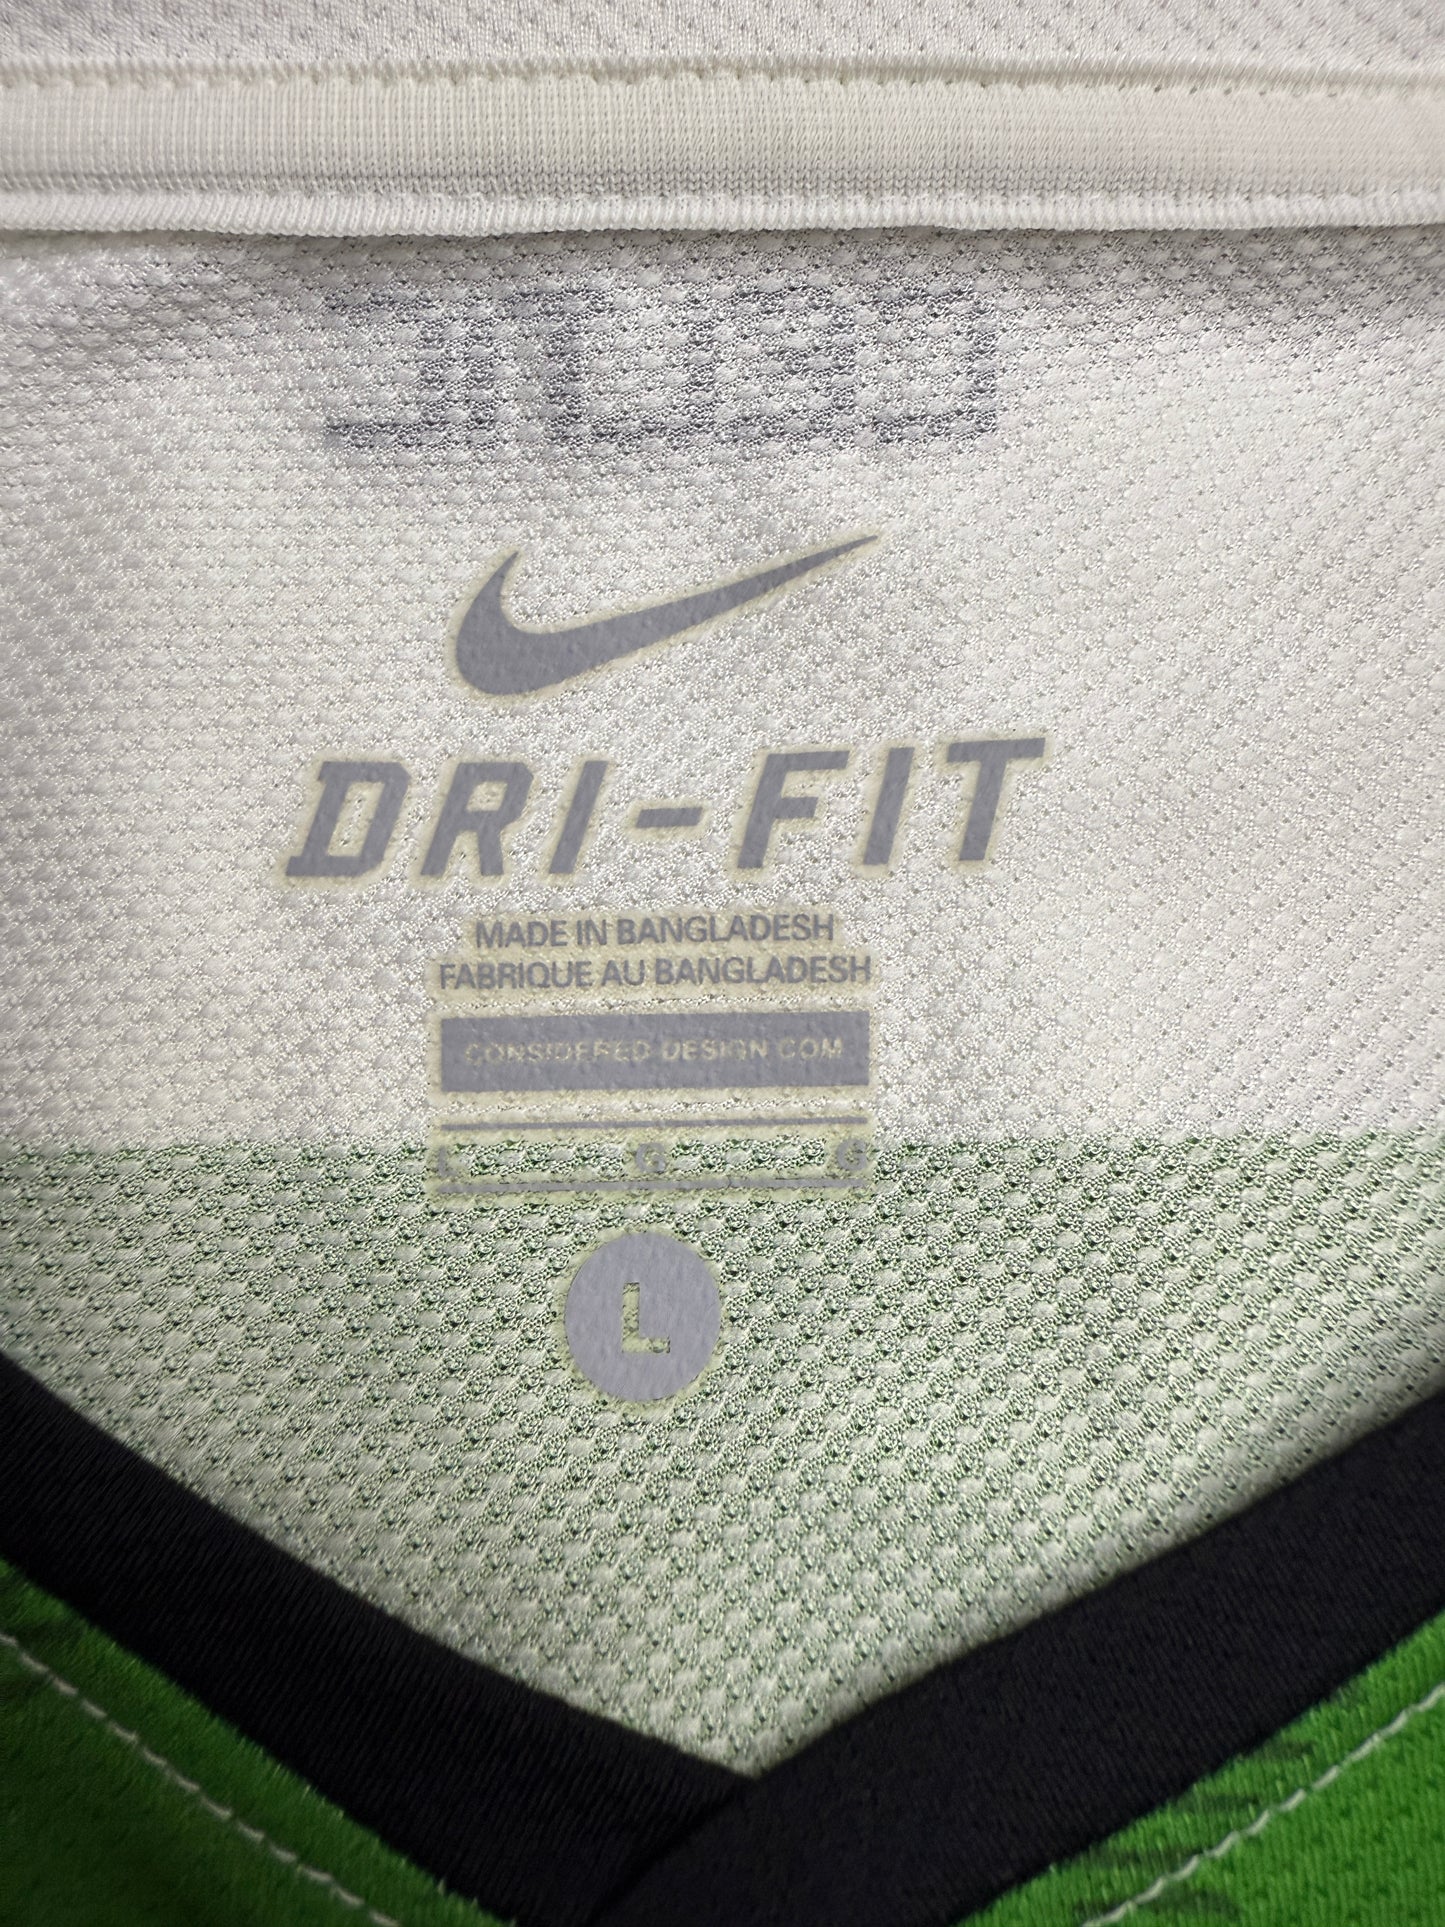 DRI-FIT
MADE IN BANGLADESH
FABRIQUE AU BANGLADESH
CONSIDERED DESIGN COM
L G G
L